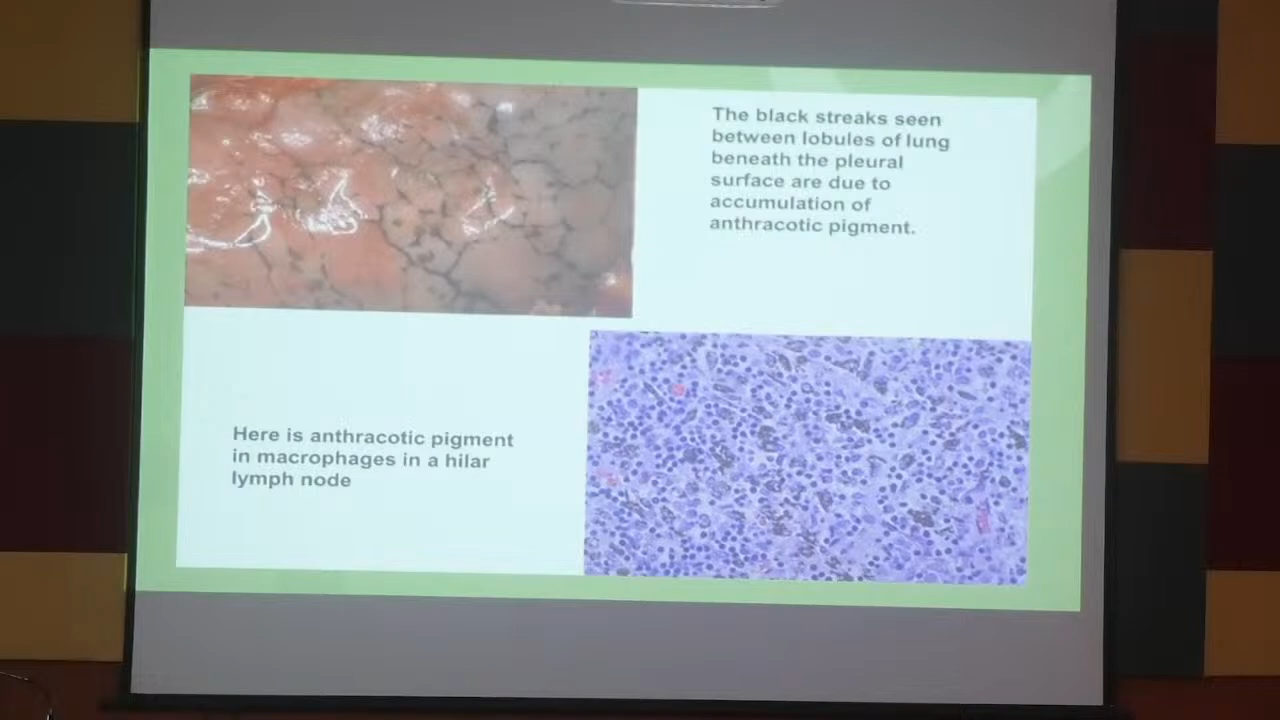 The black streaks seen
between lobules of lung
beneath the pleural
surface are due to
accumulation of
anthracotic pigment.
Here is anthracotic pigment
in macrophages in a hilar
lymph node